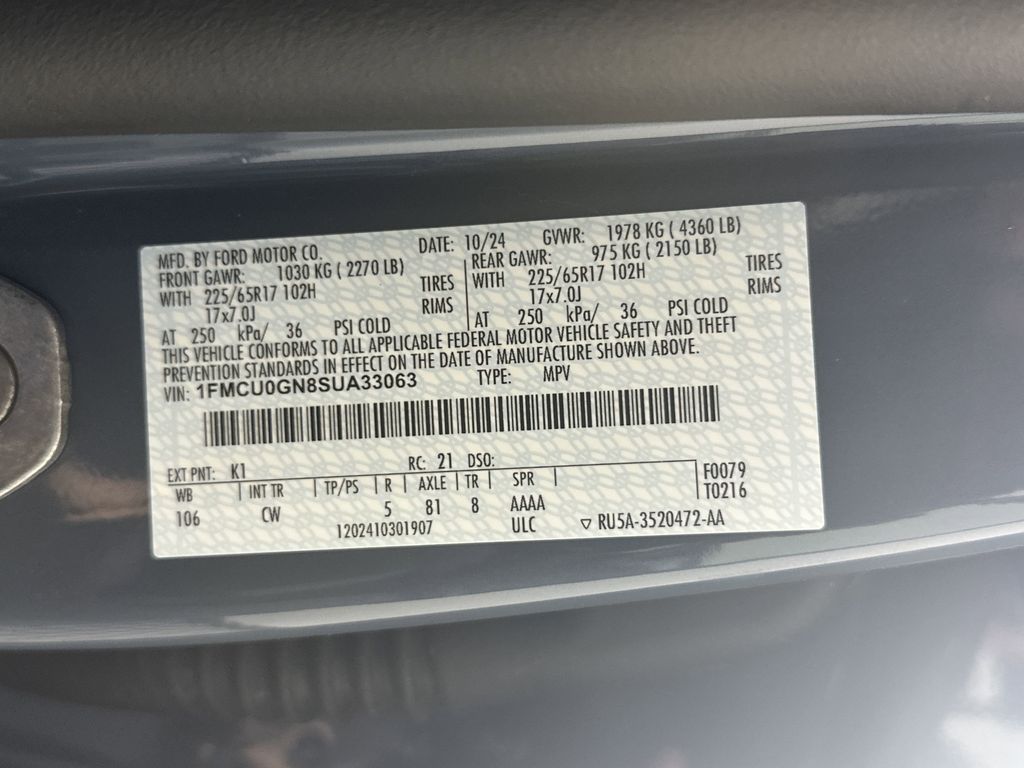 MFD. BY FORD MOTOR CO. DATE: 10/24 GVWR: 1978 KG ( 4360 LB)
FRONT GAWR: 1030 KG ( 2270 LB) REAR GAWR: 975 KG ( 2150 LB)
WITH 225/65R17 102H TIRES WITH 225/65R17 102H TIRES
17x7.0J RIMS 17x7.0J RIMS
AT 250 kPa/ 36 PSI COLD AT 250 kPa/ 36 PSI COLD
THIS VEHICLE CONFORMS TO ALL APPLICABLE FEDERAL MOTOR VEHICLE SAFETY AND THEFT
PREVENTION STANDARDS IN EFFECT ON THE DATE OF MANUFACTURE SHOWN ABOVE.
VIN: 1FMCU0GN8SUA33063 TYPE: MPV
EXT PNT: K1 RC: 21 DSO:
WB INT TR TP/PS R AXLE TR SPR F0079
106 CW 5 81 8 AAAA T0216
1202410301907 ULC ▽ RU5A-3520472-AA